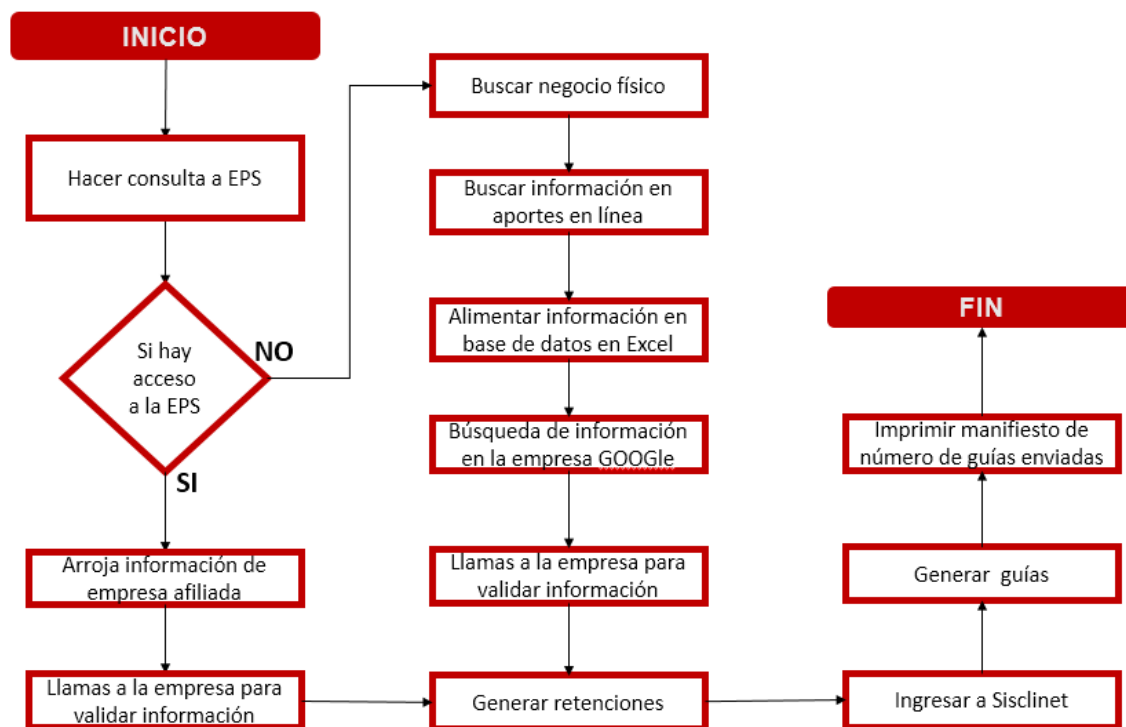 INICIO
Hacer consulta a EPS
Si hay
acceso
a la EPS
NO
SI
Arroja información de
empresa afiliada
Llamas a la empresa para
validar información
Buscar negocio físico
Buscar información en
aportes en línea
Alimentar información en
base de datos en Excel
Búsqueda de información
en la empresa GOOGle
Llamas a la empresa para
validar información
Generar retenciones
Ingresar a Sisclinet
Generar guías
Imprimir manifiesto de
número de guías enviadas
FIN